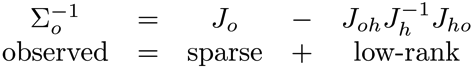 Σ_o^{-1} = J_o − J_{oh} J_h^{-1} J_{ho}
observed = sparse + low-rank